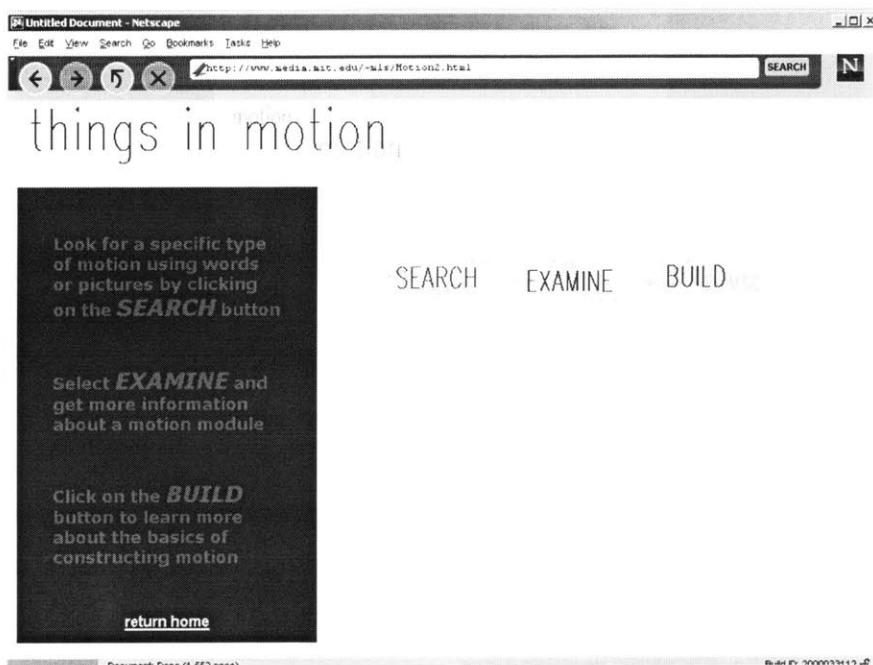 Untitled Document - Netscape
File Edit View Search Go Bookmarks Tasks Help
http://www.media.mit.edu/~mls/Motion2.html SEARCH N
things in motion
Look for a specific type
of motion using words
or pictures by clicking
on the SEARCH button
Select EXAMINE and
get more information
about a motion module
Click on the BUILD
button to learn more
about the basics of
constructing motion
return home
SEARCH EXAMINE BUILD